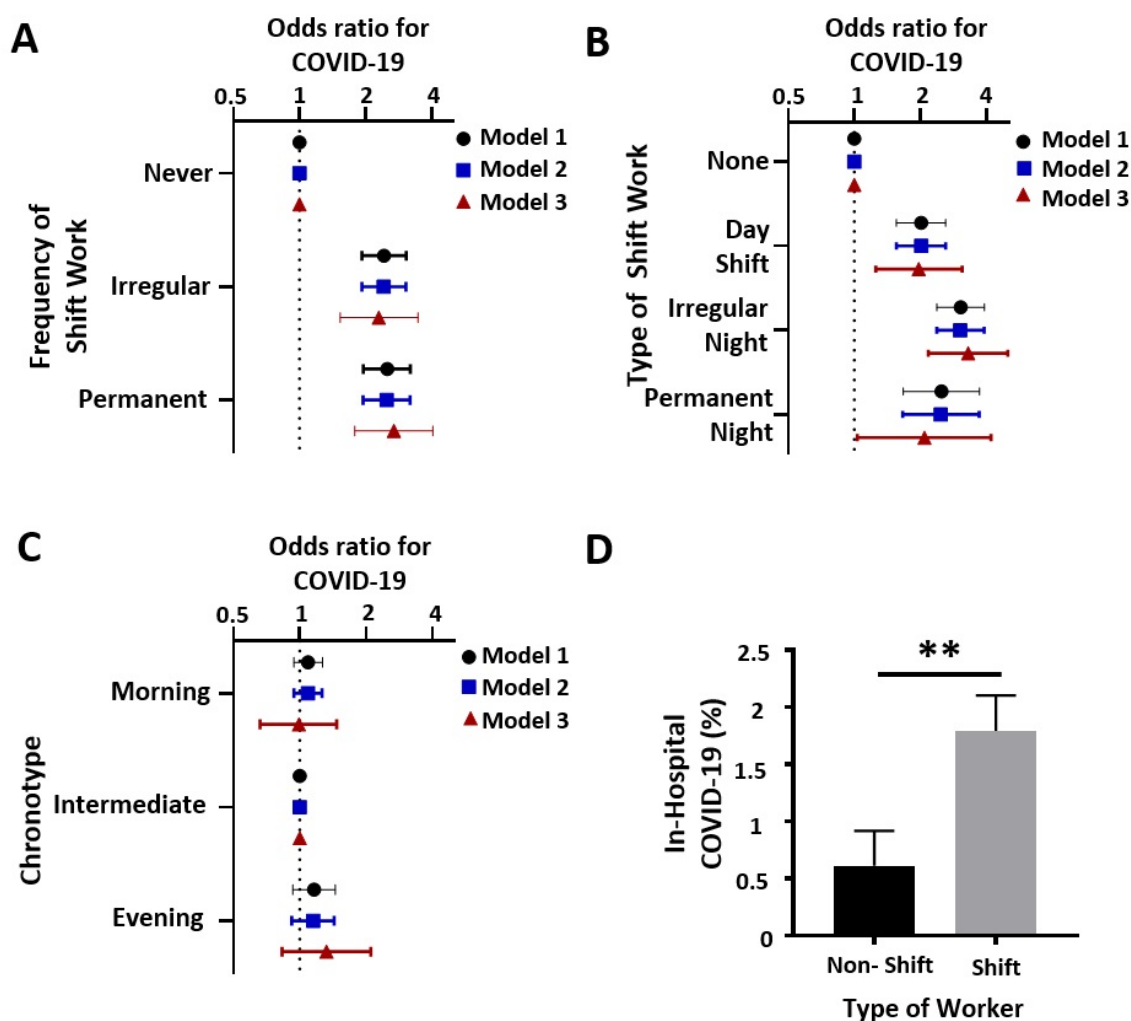 A
Odds ratio for
COVID-19
0.5 1 2 4
Model 1
Model 2
Model 3
Frequency of
Shift Work
Never
Irregular
Permanent
B
Odds ratio for
COVID-19
0.5 1 2 4
Model 1
Model 2
Model 3
Type of Shift Work
None
Day
Shift
Irregular
Night
Permanent
Night
C
Odds ratio for
COVID-19
0.5 1 2 4
Model 1
Model 2
Model 3
Chronotype
Morning
Intermediate
Evening
D
In-Hospital
COVID-19 (%)
2.5
2
1.5
1
0.5
0
**
Non- Shift Shift
Type of Worker